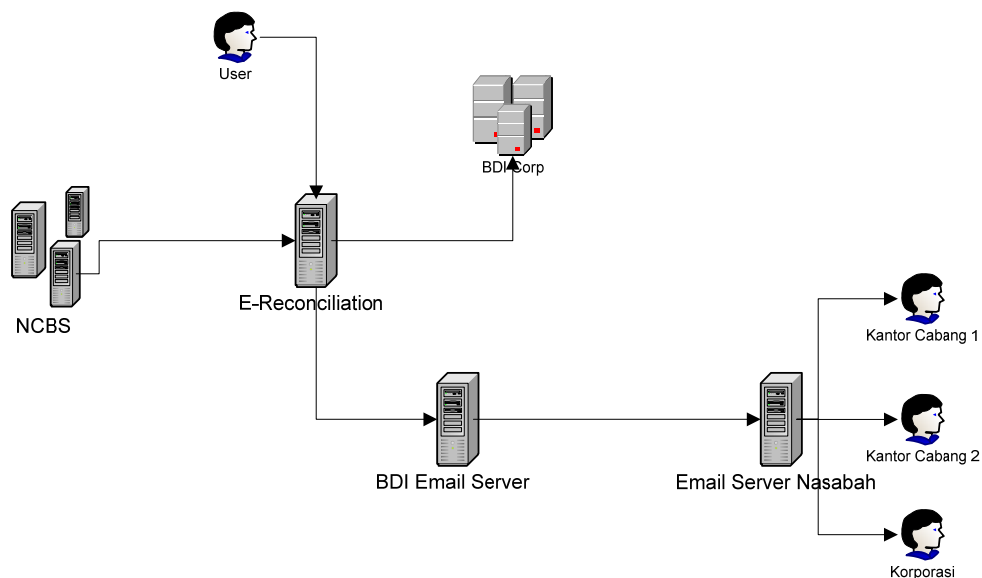 User
BDI Corp
E-Reconciliation
NCBS
Kantor Cabang 1
Kantor Cabang 2
BDI Email Server
Email Server Nasabah
Korporasi